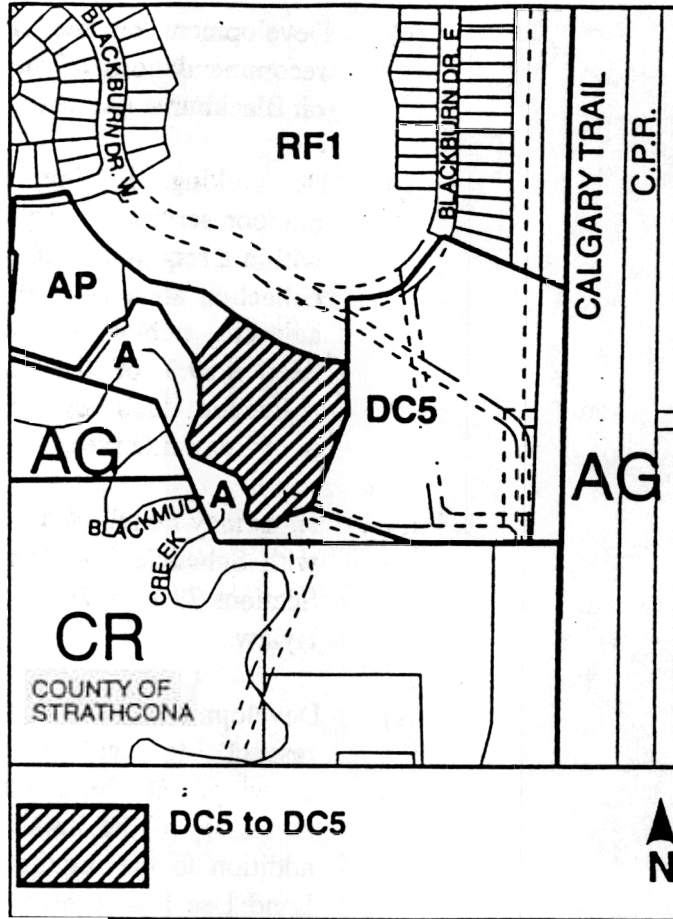 BLACKBURN DR. W.
RF1
BLACKBURN DR. E.
CALGARY TRAIL
C.P.R.
AP
A
DC5
AG
AG
A
BLACKMUD
CREEK
CR
COUNTY OF
STRATHCONA
DC5 to DC5
N